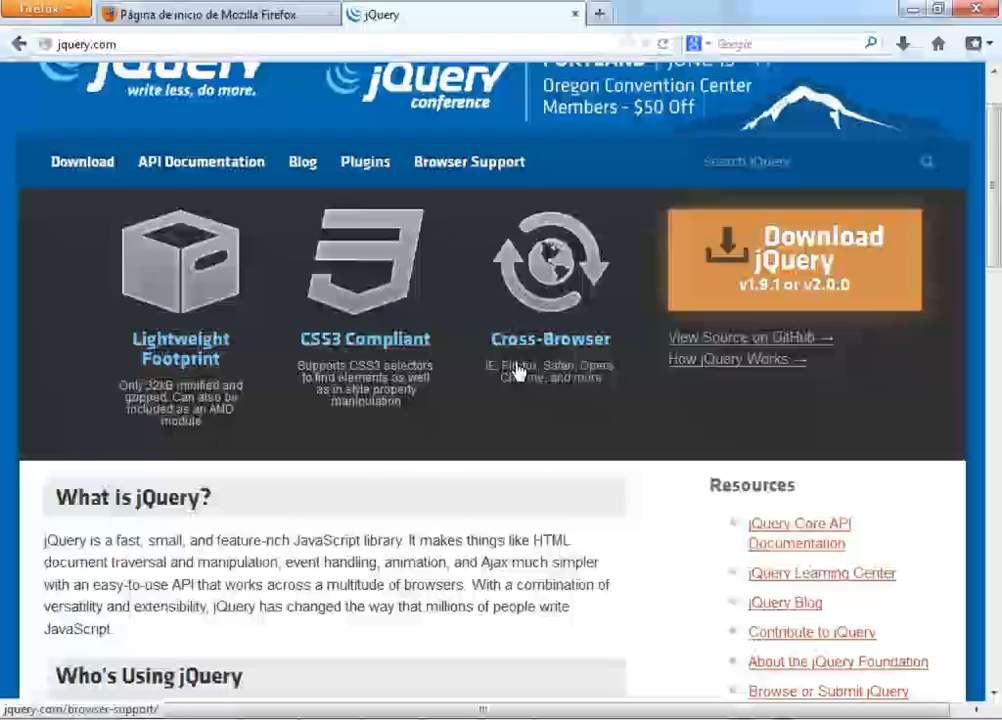 Firefox
Página de inicio de Mozilla Firefox
jQuery
jquery.com
Google
jQuery
write less, do more.
jQuery
conference
PORTLAND
Oregon Convention Center
Members - $50 Off
Download
API Documentation
Blog
Plugins
Browser Support
Search jQuery
Lightweight
Footprint
Only 32kB minified and
gzipped. Can also be
included as an AMD
module
CSS3 Compliant
Supports CSS3 selectors
to find elements as well
as in style property
manipulation
Cross-Browser
IE, Firefox, Safari, Opera,
Chrome, and more
Download
jQuery
v1.9.1 or v2.0.0
View Source on GitHub →
How jQuery Works →
What is jQuery?
jQuery is a fast, small, and feature-rich JavaScript library. It makes things like HTML
document traversal and manipulation, event handling, animation, and Ajax much simpler
with an easy-to-use API that works across a multitude of browsers. With a combination of
versatility and extensibility, jQuery has changed the way that millions of people write
JavaScript.
Who's Using jQuery
Resources
jQuery Core API
Documentation
jQuery Learning Center
jQuery Blog
Contribute to jQuery
About the jQuery Foundation
Browse or Submit jQuery
jquery.com/browser-support/